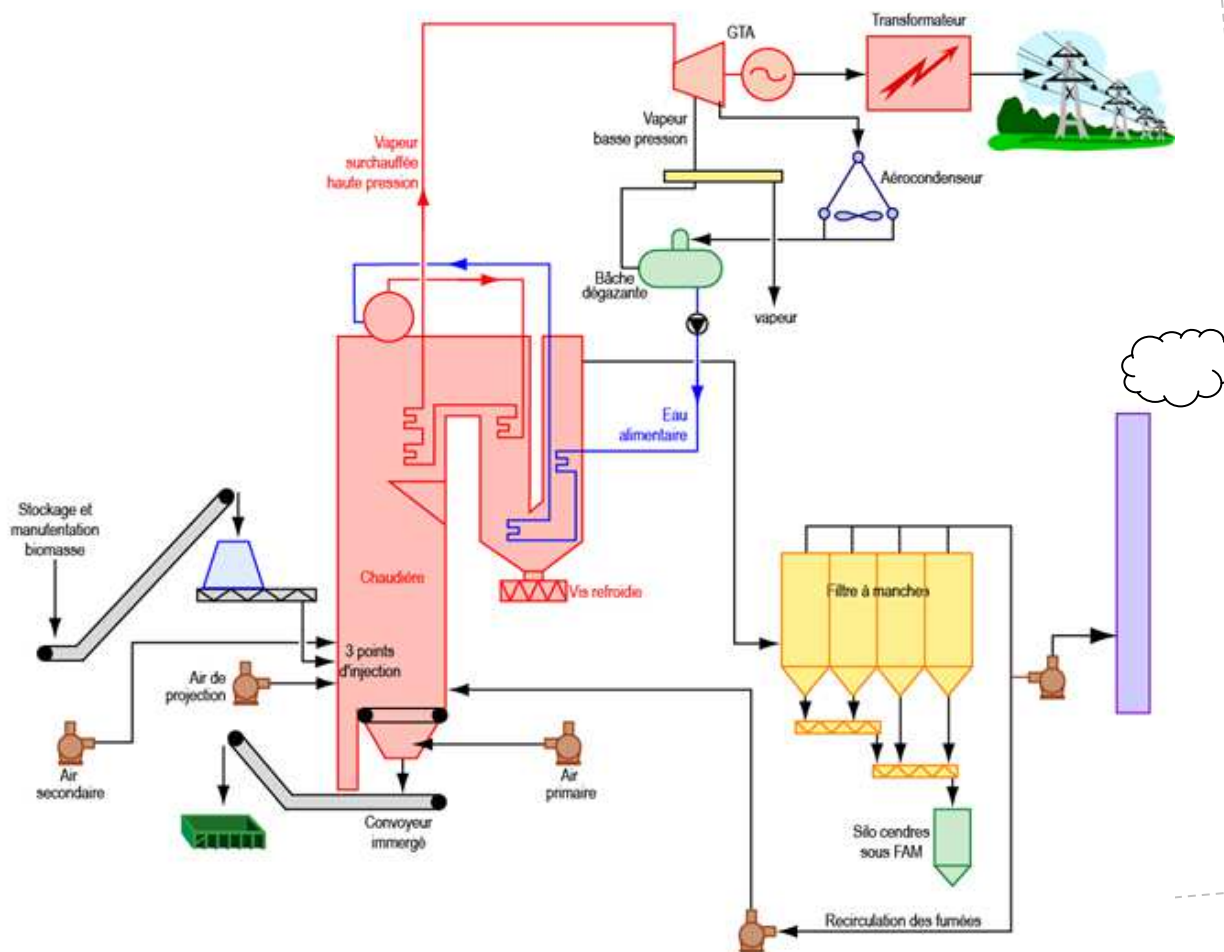 Transformateur
GTA
Vapeur
basse pression
Vapeur
surchauffée
haute pression
Aérocondenseur
Bâche
dégazante
vapeur
Eau
alimentaire
Stockage et
manutention
biomasse
Chaudière
Vis refroidie
Filtre à manches
3 points
d'injection
Air de
projection
Air
secondaire
Air
primaire
Convoyeur
immergé
Silo cendres
sous FAM
Recirculation des fumées